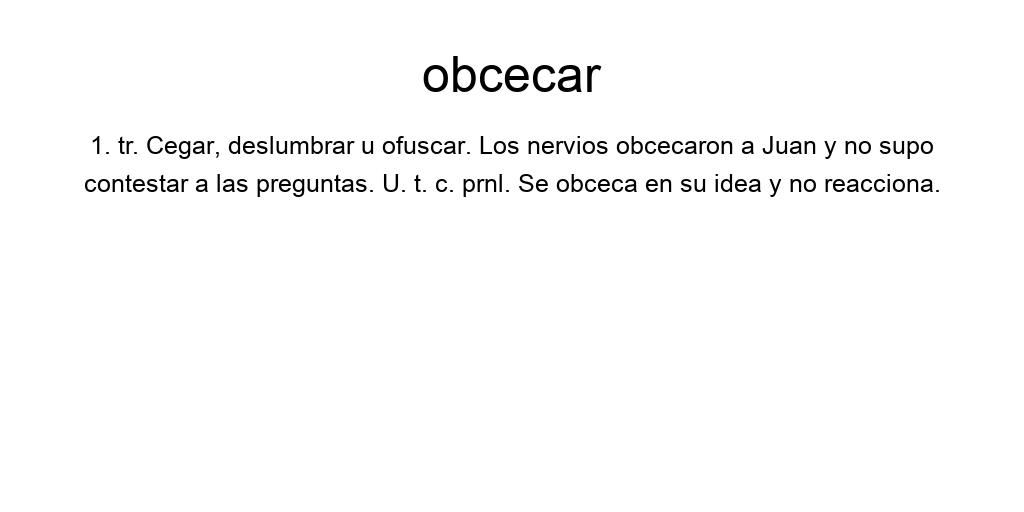 obcecar
1. tr. Cegar, deslumbrar u ofuscar. Los nervios obcecaron a Juan y no supo
contestar a las preguntas. U. t. c. prnl. Se obceca en su idea y no reacciona.